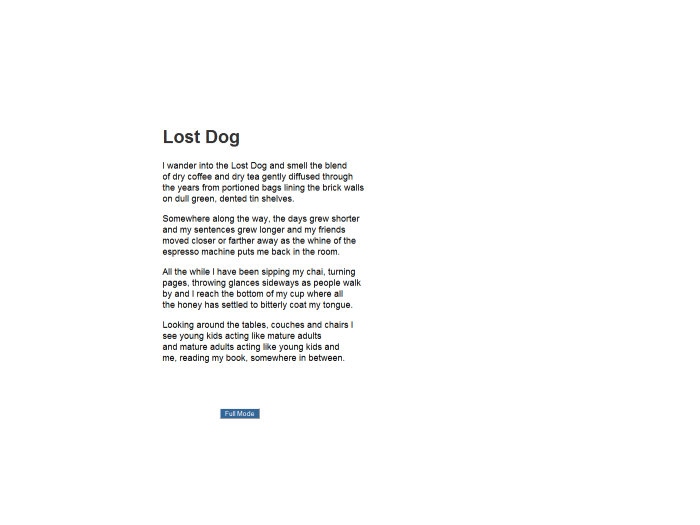 Lost Dog
I wander into the Lost Dog and smell the blend
of dry coffee and dry tea gently diffused through
the years from portioned bags lining the brick walls
on dull green, dented tin shelves.
Somewhere along the way, the days grew shorter
and my sentences grew longer and my friends
moved closer or farther away as the whine of the
espresso machine puts me back in the room.
All the while I have been sipping my chai, turning
pages, throwing glances sideways as people walk
by and I reach the bottom of my cup where all
the honey has settled to bitterly coat my tongue.
Looking around the tables, couches and chairs I
see young kids acting like mature adults
and mature adults acting like young kids and
me, reading my book, somewhere in between.
Full Mode